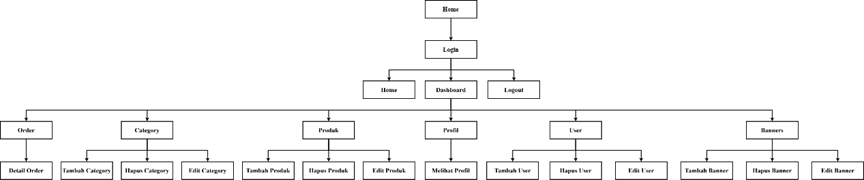 Home
Login
Home
Dashboard
Logout
Order
Category
Produk
Profil
User
Banners
Detail Order
Tambah Category
Hapus Category
Edit Category
Tambah Produk
Hapus Produk
Edit Produk
Melihat Profil
Tambah User
Hapus User
Edit User
Tambah Banner
Hapus Banner
Edit Banner